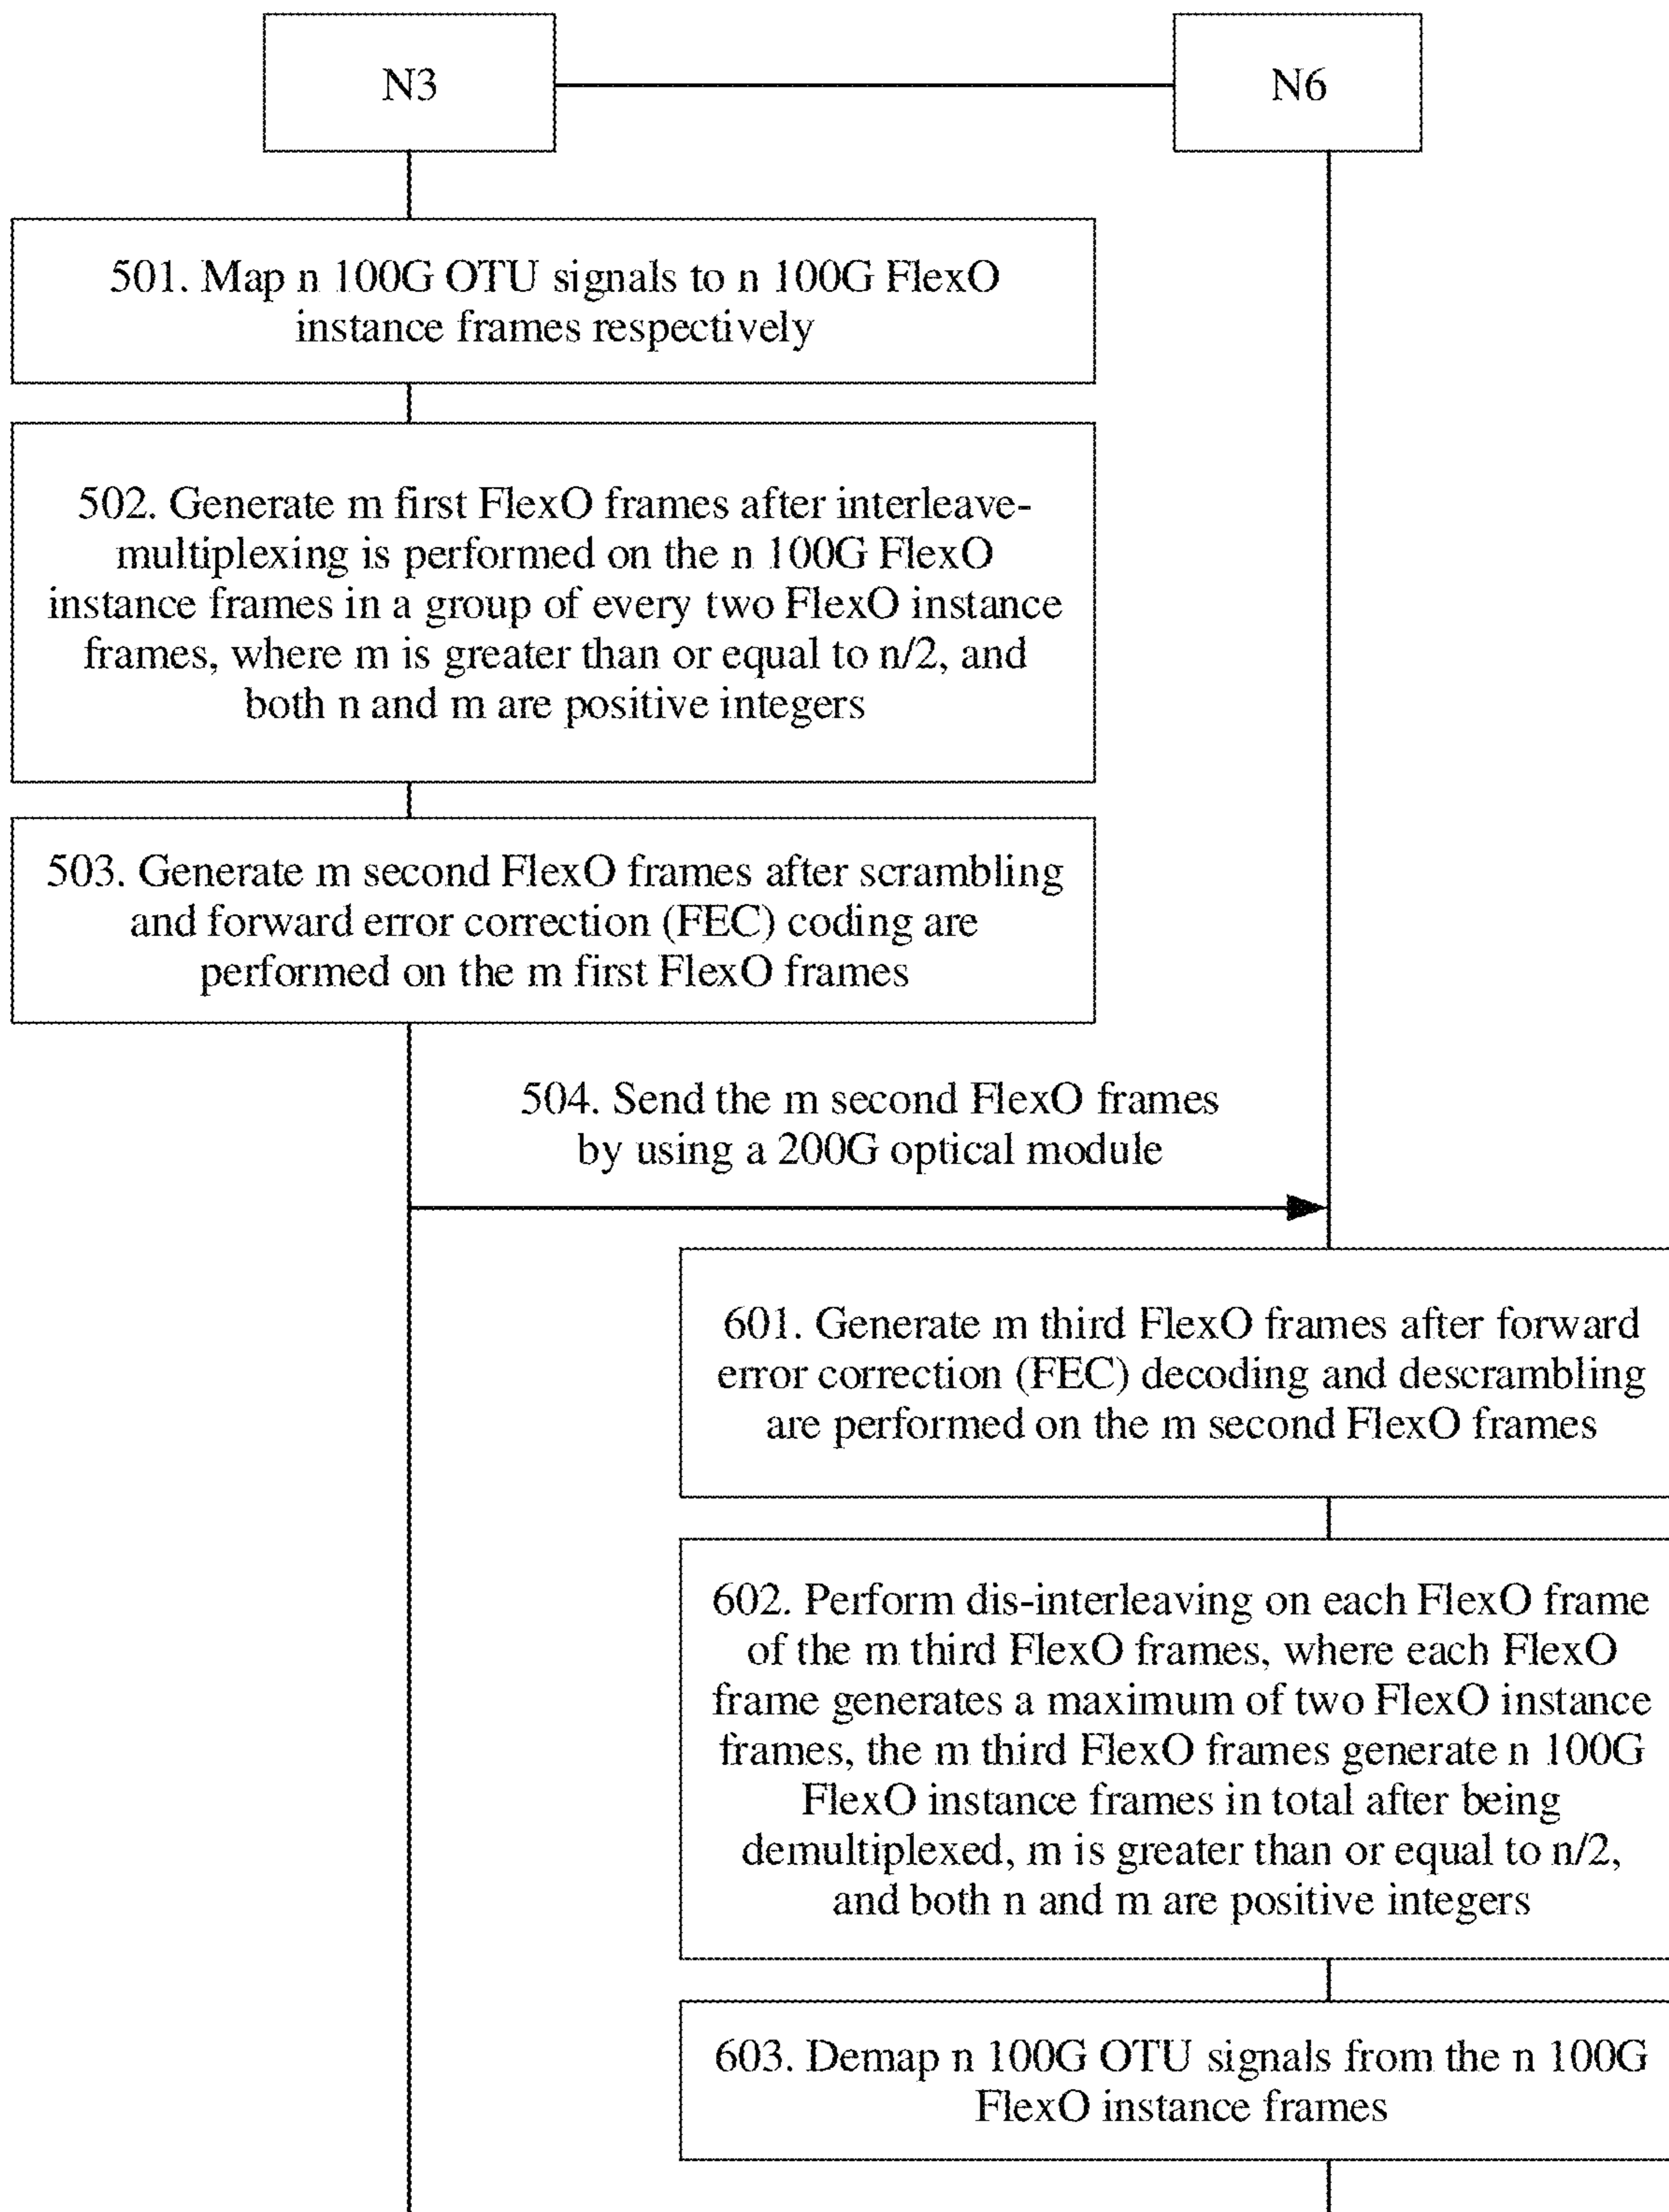 N3
N6
501. Map n 100G OTU signals to n 100G FlexO
instance frames respectively
502. Generate m first FlexO frames after interleave-
multiplexing is performed on the n 100G FlexO
instance frames in a group of every two FlexO instance
frames, where m is greater than or equal to n/2, and
both n and m are positive integers
503. Generate m second FlexO frames after scrambling
and forward error correction (FEC) coding are
performed on the m first FlexO frames
504. Send the m second FlexO frames
by using a 200G optical module
601. Generate m third FlexO frames after forward
error correction (FEC) decoding and descrambling
are performed on the m second FlexO frames
602. Perform dis-interleaving on each FlexO frame
of the m third FlexO frames, where each FlexO
frame generates a maximum of two FlexO instance
frames, the m third FlexO frames generate n 100G
FlexO instance frames in total after being
demultiplexed, m is greater than or equal to n/2,
and both n and m are positive integers
603. Demap n 100G OTU signals from the n 100G
FlexO instance frames